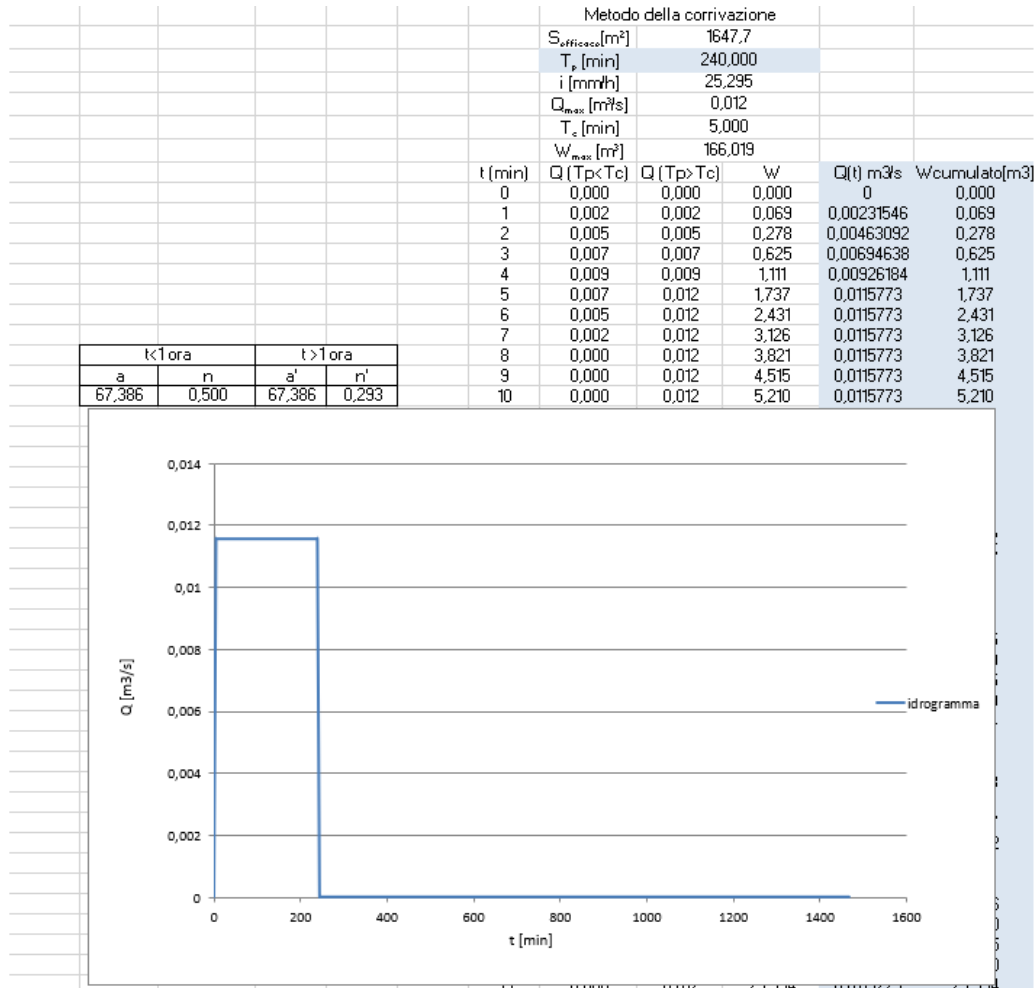 Metodo della corrivazione
S efficace [m²] 1647,7
Tp [min] 240,000
i [mm/h] 25,295
Qmax [m³/s] 0,012
Tc [min] 5,000
Wmax [m³] 166,019
t (min) Q (Tp<Tc) Q (Tp>Tc) W Q(t) m3/s Wcumulato[m3]
0 0,000 0,000 0,000 0 0,000
1 0,002 0,002 0,069 0,00231546 0,069
2 0,005 0,005 0,278 0,00463092 0,278
3 0,007 0,007 0,625 0,00694638 0,625
4 0,009 0,009 1,111 0,00926184 1,111
5 0,007 0,012 1,737 0,0115773 1,737
6 0,005 0,012 2,431 0,0115773 2,431
7 0,002 0,012 3,126 0,0115773 3,126
t<1 ora t >1 ora 8 0,000 0,012 3,821 0,0115773 3,821
a n a' n' 9 0,000 0,012 4,515 0,0115773 4,515
67,386 0,500 67,386 0,293 10 0,000 0,012 5,210 0,0115773 5,210
0,014
0,012
0,01
0,008
0,006
0,004
0,002
0
Q [m3/s]
idrogramma
0 200 400 600 800 1000 1200 1400 1600
t [min]